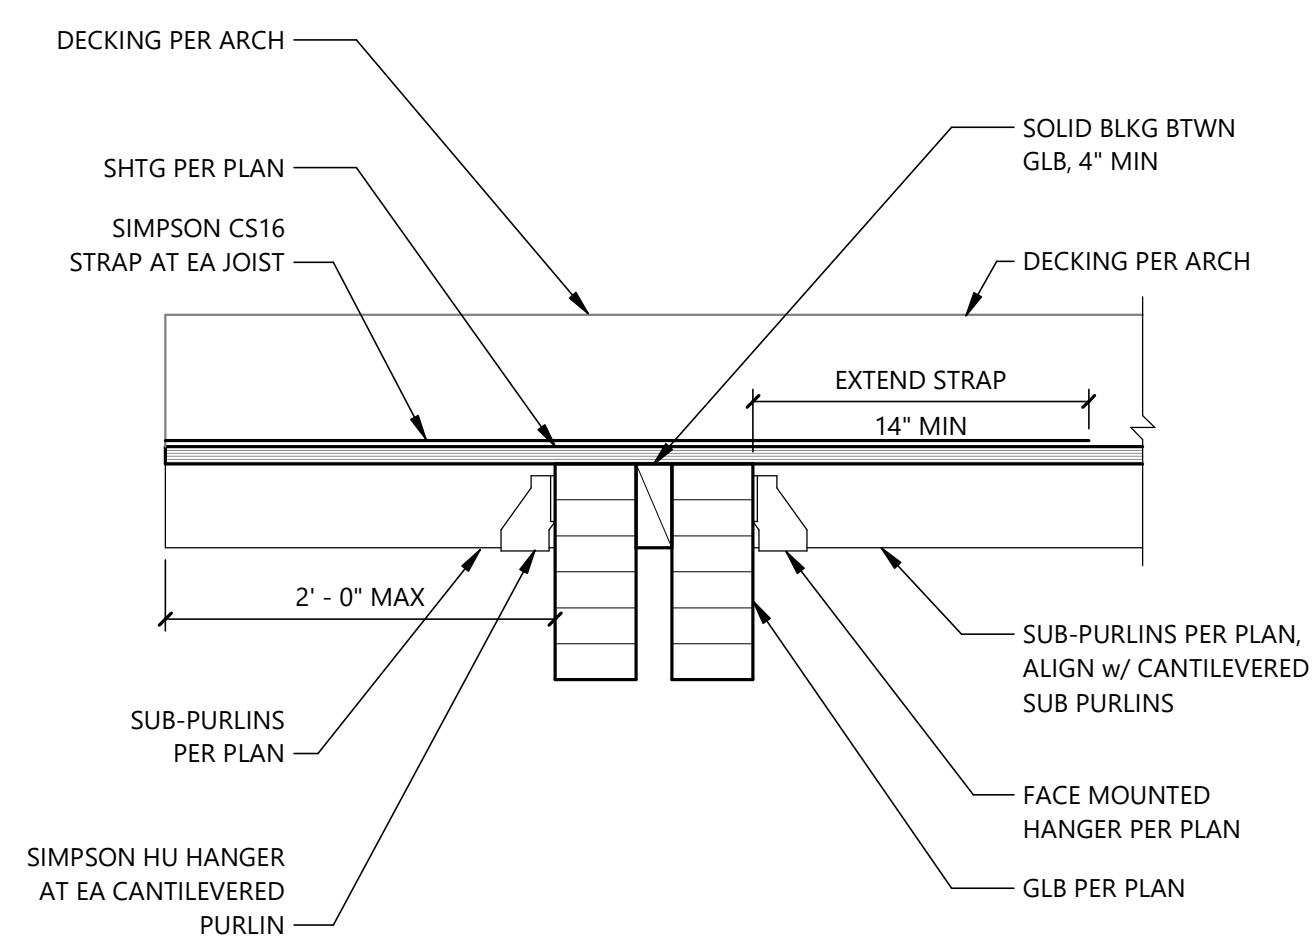 DECKING PER ARCH
SHTG PER PLAN
SIMPSON CS16
STRAP AT EA JOIST
SOLID BLKG BTWN
GLB, 4" MIN
DECKING PER ARCH
EXTEND STRAP
14" MIN
2' - 0" MAX
SUB-PURLINS
PER PLAN
SIMPSON HU HANGER
AT EA CANTILEVERED
PURLIN
SUB-PURLINS PER PLAN,
ALIGN w/ CANTILEVERED
SUB PURLINS
FACE MOUNTED
HANGER PER PLAN
GLB PER PLAN